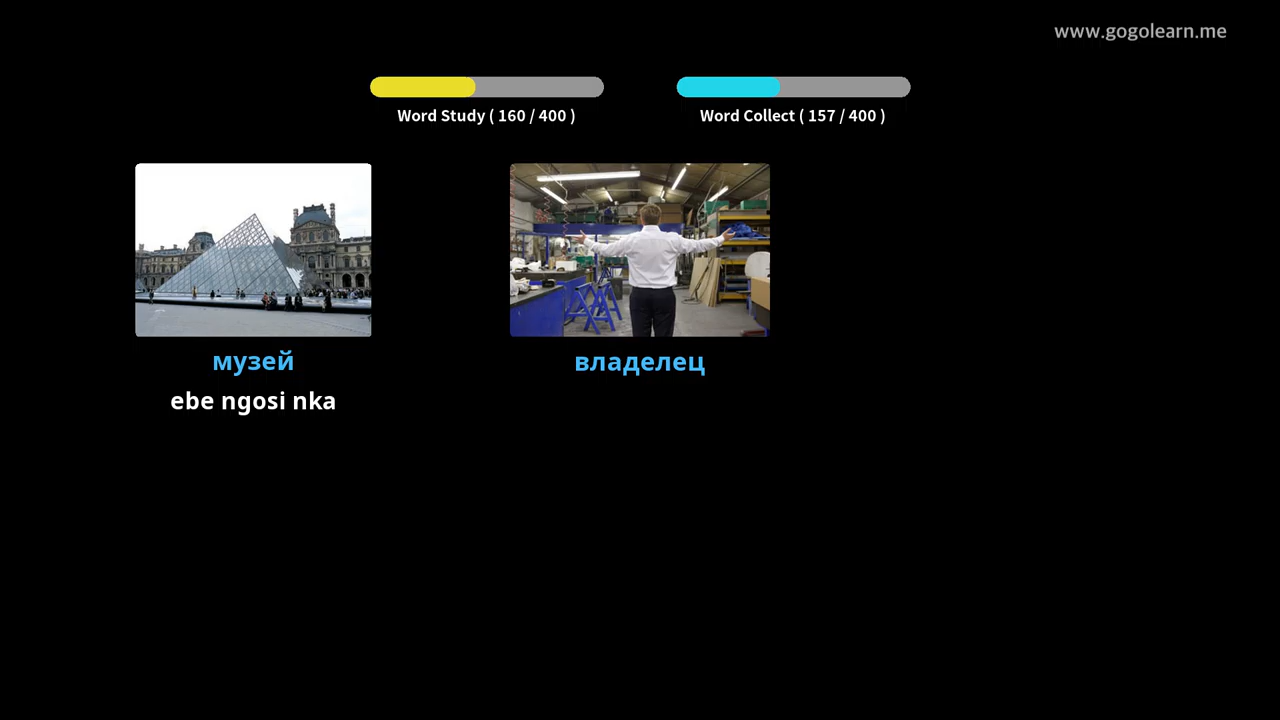 www.gogolearn.me
Word Study ( 160 / 400 )
Word Collect ( 157 / 400 )
музей
владелец
ebe ngosi nka